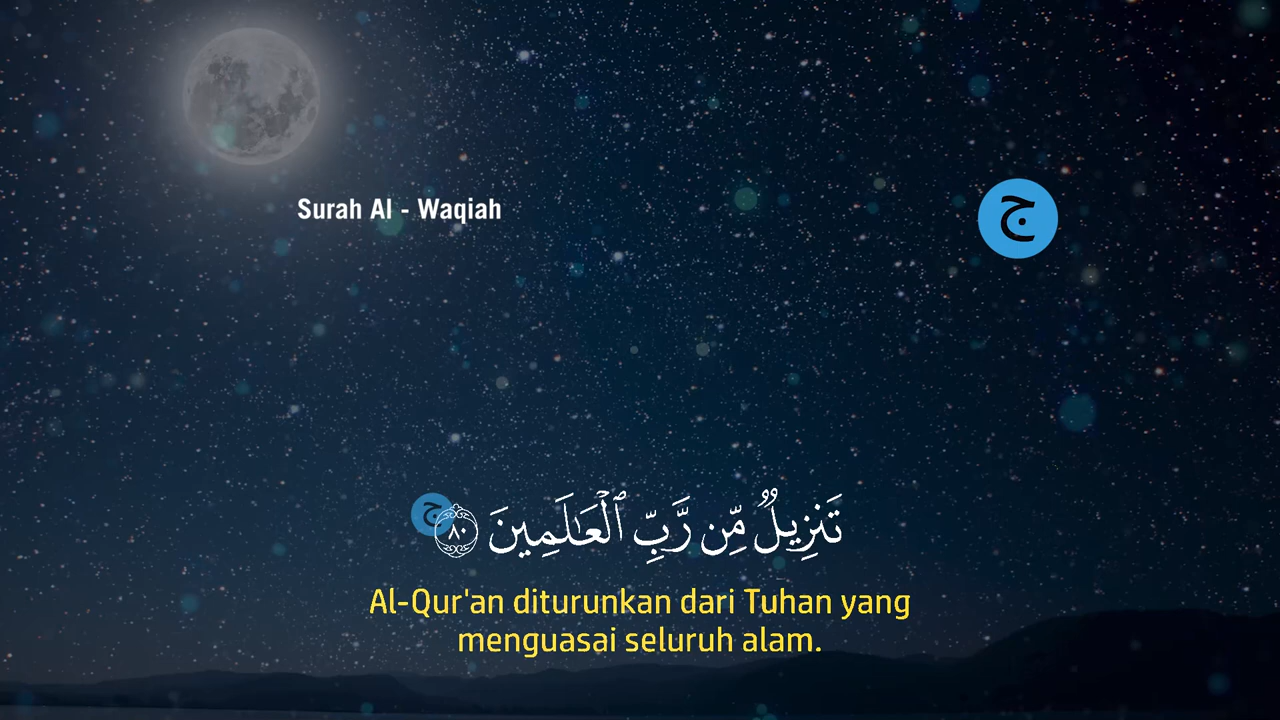 Surah Al - Waqiah
ج
تَنزِيلٌ مِّن رَّبِّ ٱلْعَـٰلَمِينَ ٨٠ ج
Al-Qur'an diturunkan dari Tuhan yang
menguasai seluruh alam.